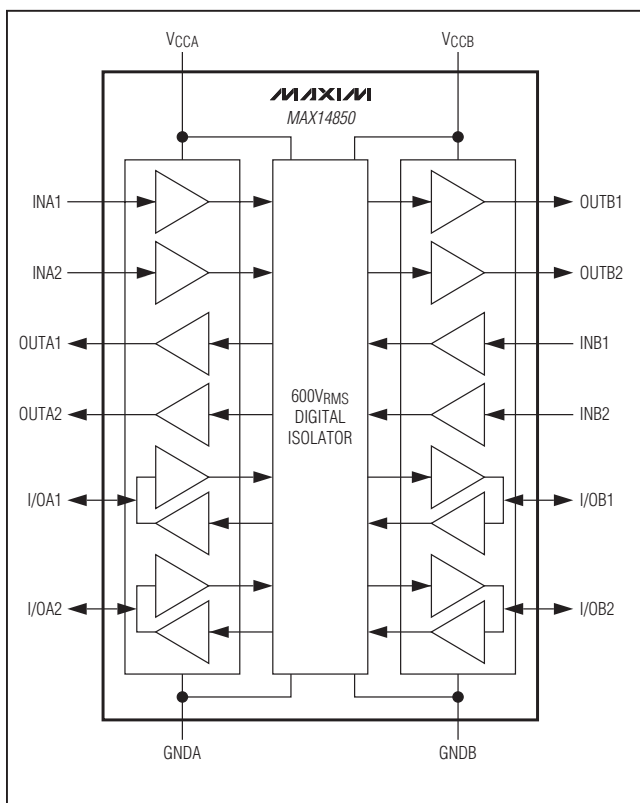 VCCA VCCB
MAXIM
MAX14850
INA1 OUTB1
INA2 OUTB2
OUTA1 INB1
OUTA2 INB2
600VRMS
DIGITAL
ISOLATOR
I/OA1 I/OB1
I/OA2 I/OB2
GNDA GNDB